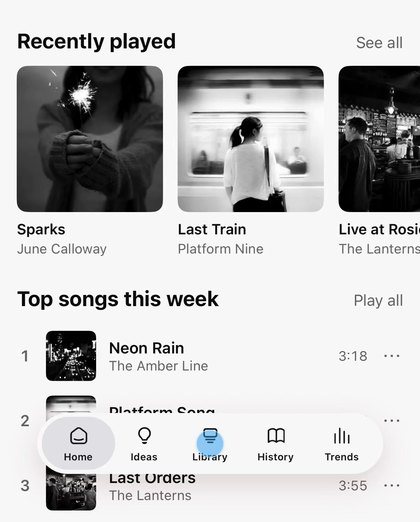 Recently played
See all
Sparks
June Calloway
Last Train
Platform Nine
Live at Rosi
The Lanterns
Top songs this week
Play all
1
Neon Rain
The Amber Line
3:18
2
Platform Song
Home
Ideas
Library
History
Trends
3
Last Orders
The Lanterns
3:55